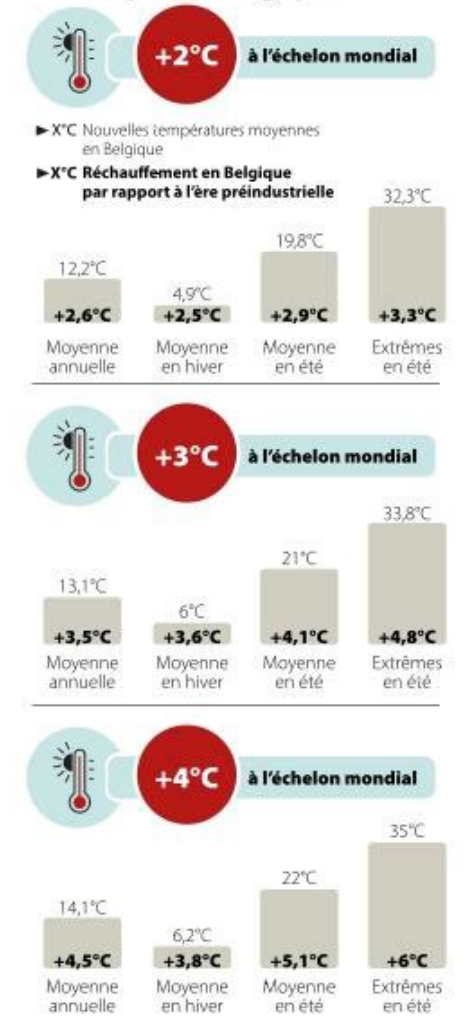 +2°C à l'échelon mondial
►X°C Nouvelles températures moyennes
en Belgique
►X°C Réchauffement en Belgique
par rapport à l'ère préindustrielle
12,2°C 4,9°C 19,8°C 32,3°C
+2,6°C +2,5°C +2,9°C +3,3°C
Moyenne annuelle Moyenne en hiver Moyenne en été Extrêmes en été
+3°C à l'échelon mondial
13,1°C 6°C 21°C 33,8°C
+3,5°C +3,6°C +4,1°C +4,8°C
Moyenne annuelle Moyenne en hiver Moyenne en été Extrêmes en été
+4°C à l'échelon mondial
14,1°C 6,2°C 22°C 35°C
+4,5°C +3,8°C +5,1°C +6°C
Moyenne annuelle Moyenne en hiver Moyenne en été Extrêmes en été